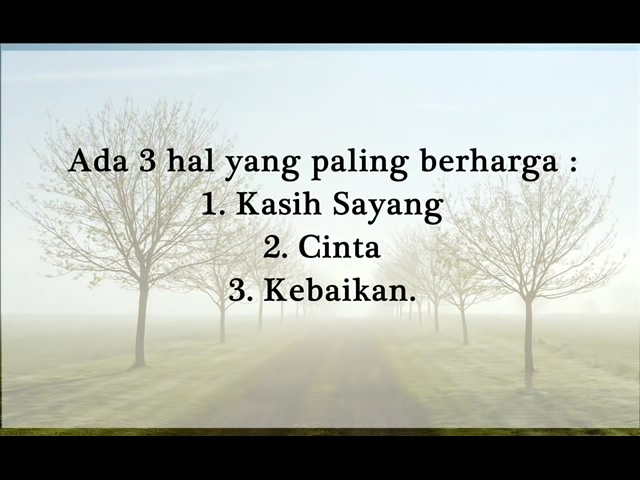 Ada 3 hal yang paling berharga :
1. Kasih Sayang
2. Cinta
3. Kebaikan.